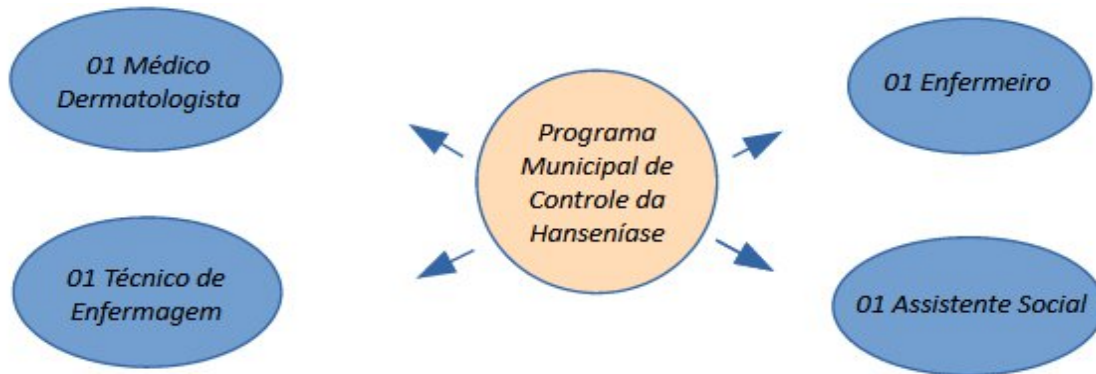 01 Médico
Dermatologista
01 Enfermeiro
Programa
Municipal de
Controle da
Hanseníase
01 Técnico de
Enfermagem
01 Assistente Social